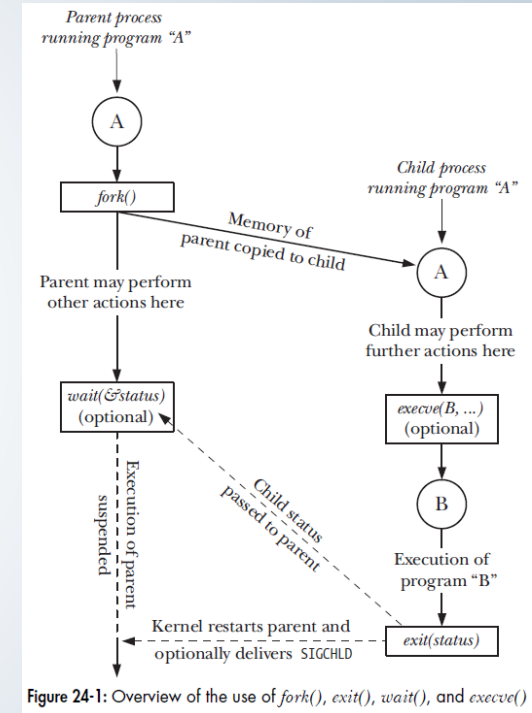 Parent process
running program “A”
A
fork()
Memory of
parent copied to child
Child process
running program “A”
A
Parent may perform
other actions here
Child may perform
further actions here
wait(&status)
(optional)
execve(B, ...)
(optional)
B
Execution of parent
suspended
Child status
passed to parent
Execution of
program “B”
Kernel restarts parent and
optionally delivers SIGCHLD
exit(status)
Figure 24-1: Overview of the use of fork(), exit(), wait(), and execve()